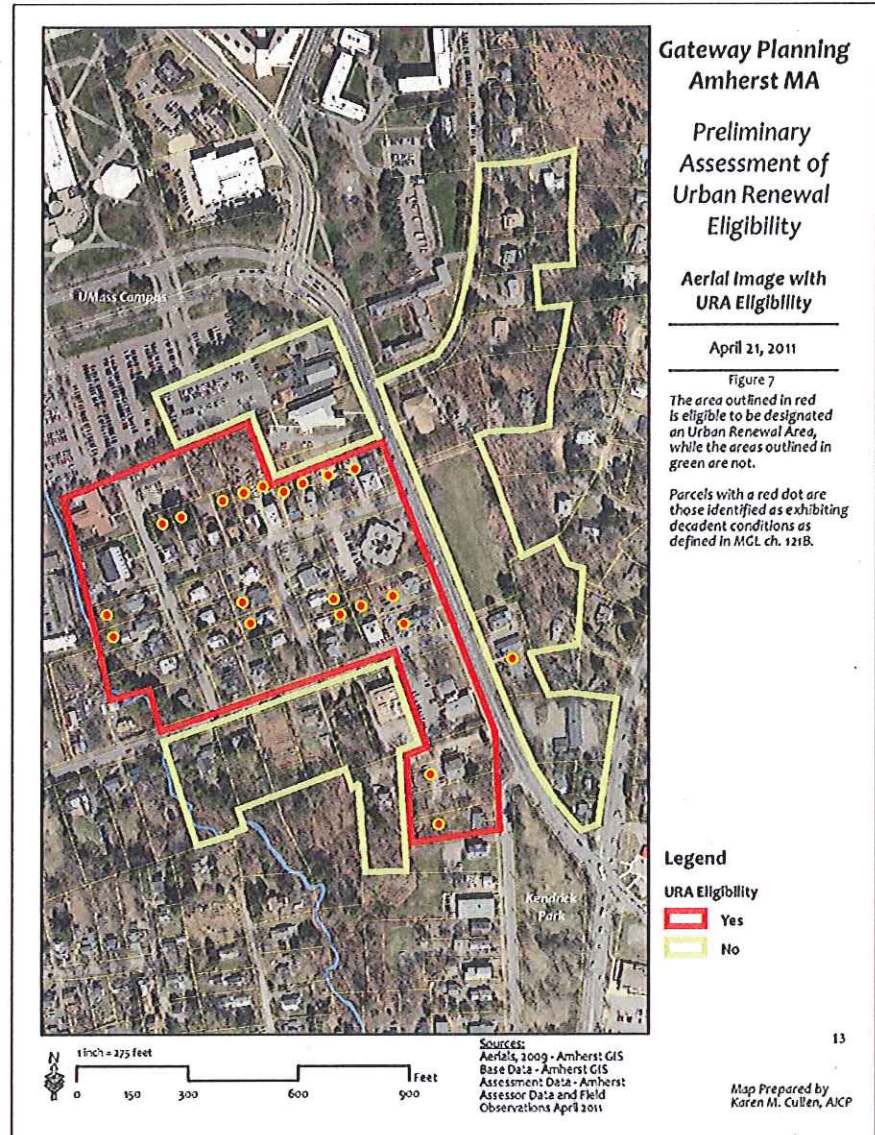 Gateway Planning
Amherst MA
Preliminary
Assessment of
Urban Renewal
Eligibility
Aerial Image with
URA Eligibility
April 21, 2011
Figure 7
The area outlined in red
is eligible to be designated
an Urban Renewal Area,
while the areas outlined in
green are not.
Parcels with a red dot are
those identified as exhibiting
decadent conditions as
defined in MGL ch. 121B.
UMass Campus
Kendrick
Park
Legend
URA Eligibility
Yes
No
N
1 inch = 275 feet
0 150 300 600 900 Feet
Sources:
Aerials, 2009 - Amherst GIS
Base Data - Amherst GIS
Assessment Data - Amherst
Assessor Data and Field
Observations April 2011
13
Map Prepared by
Karen M. Cullen, AICP